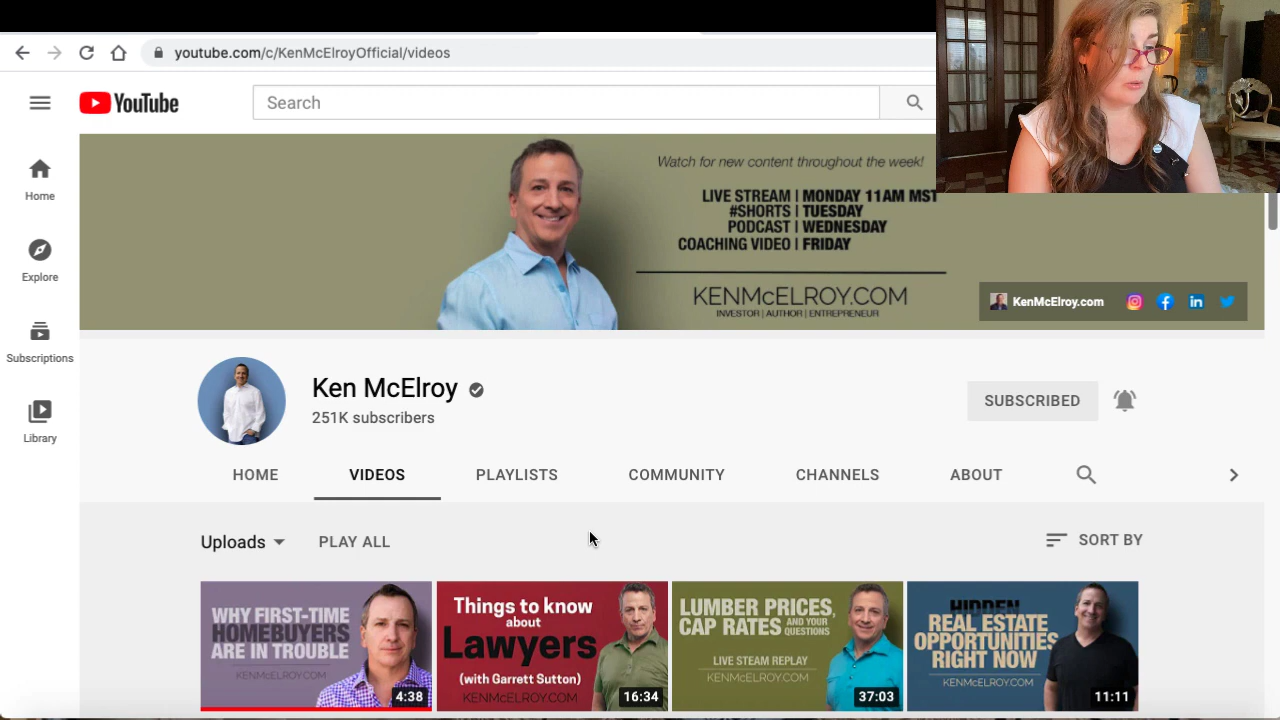 youtube.com/c/KenMcElroyOfficial/videos
YouTube
Search
Home
Explore
Subscriptions
Library
Watch for new content throughout the week!
LIVE STREAM | MONDAY 11AM MST
#SHORTS | TUESDAY
PODCAST | WEDNESDAY
COACHING VIDEO | FRIDAY
KENMcELROY.COM
INVESTOR | AUTHOR | ENTREPRENEUR
KenMcElroy.com
Ken McElroy
251K subscribers
SUBSCRIBED
HOME VIDEOS PLAYLISTS COMMUNITY CHANNELS ABOUT
Uploads PLAY ALL SORT BY
WHY FIRST-TIME
HOMEBUYERS
ARE IN TROUBLE
KENMcELROY.COM
4:38
Things to know
about
Lawyers
(with Garrett Sutton)
KENMcELROY.COM
16:34
LUMBER PRICES,
CAP RATES AND YOUR
QUESTIONS
LIVE STEAM REPLAY
KENMcELROY.COM
37:03
HIDDEN
REAL ESTATE
OPPORTUNITIES
RIGHT NOW
KENMcELROY.COM
11:11